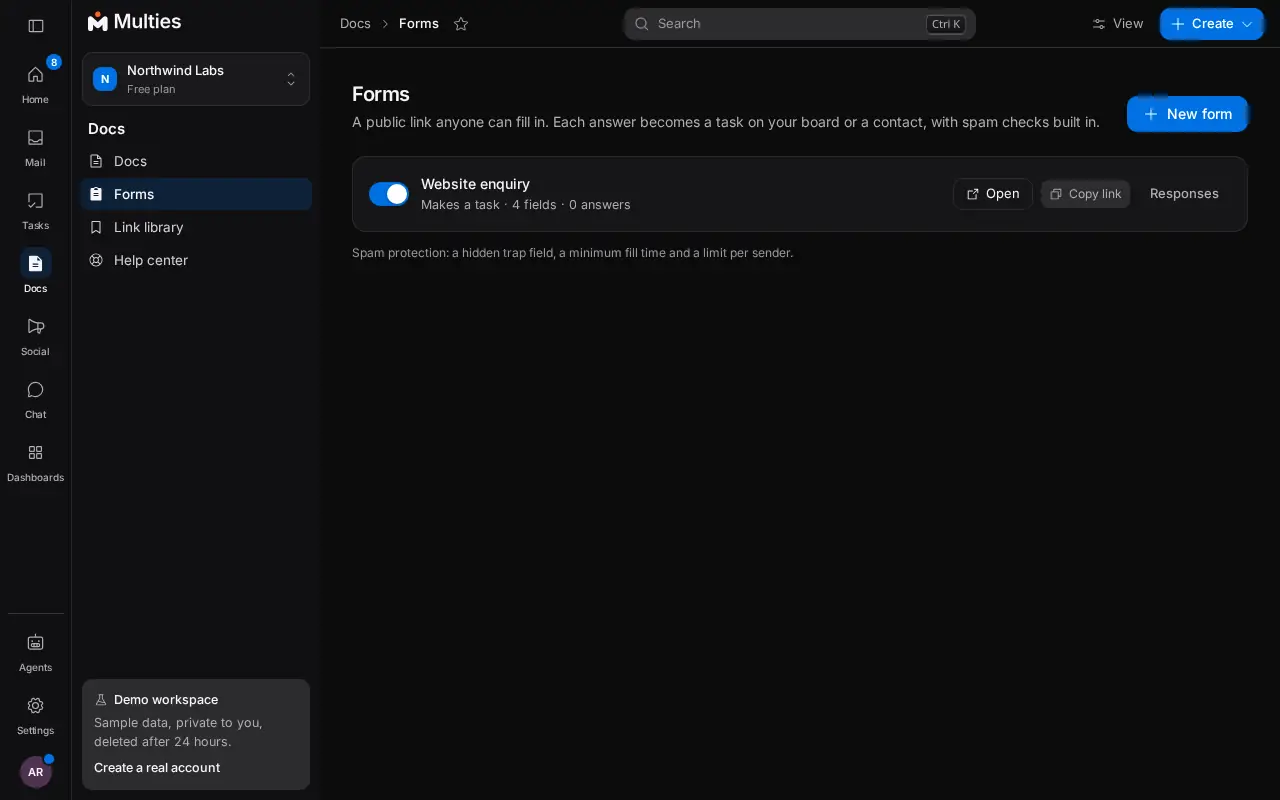 Multies
Docs
Forms
Search
Ctrl K
View
Create
8
Home
Mail
Tasks
Docs
Social
Chat
Dashboards
Agents
Settings
AR
N
Northwind Labs
Free plan
Docs
Docs
Forms
Link library
Help center
Demo workspace
Sample data, private to you,
deleted after 24 hours.
Create a real account
Forms
A public link anyone can fill in. Each answer becomes a task on your board or a contact, with spam checks built in.
New form
Website enquiry
Makes a task · 4 fields · 0 answers
Open
Copy link
Responses
Spam protection: a hidden trap field, a minimum fill time and a limit per sender.